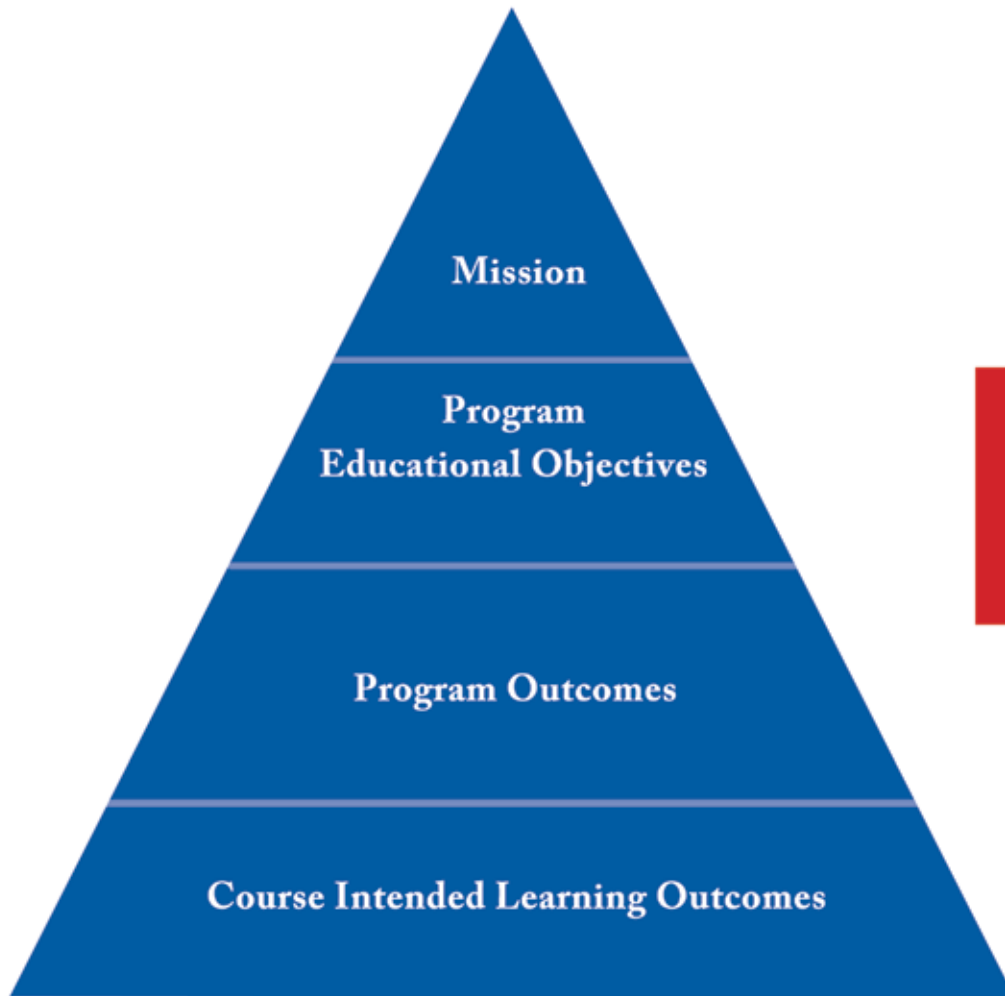 Mission
Program
Educational Objectives
Program Outcomes
Course Intended Learning Outcomes